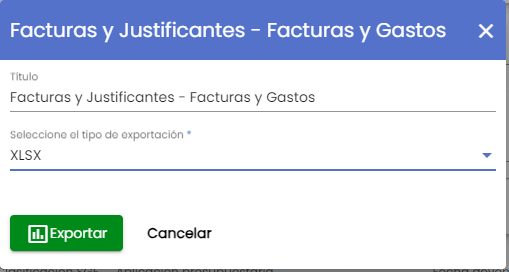 Facturas y Justificantes - Facturas y Gastos
Título
Facturas y Justificantes - Facturas y Gastos
Seleccione el tipo de exportación *
XLSX
Exportar Cancelar